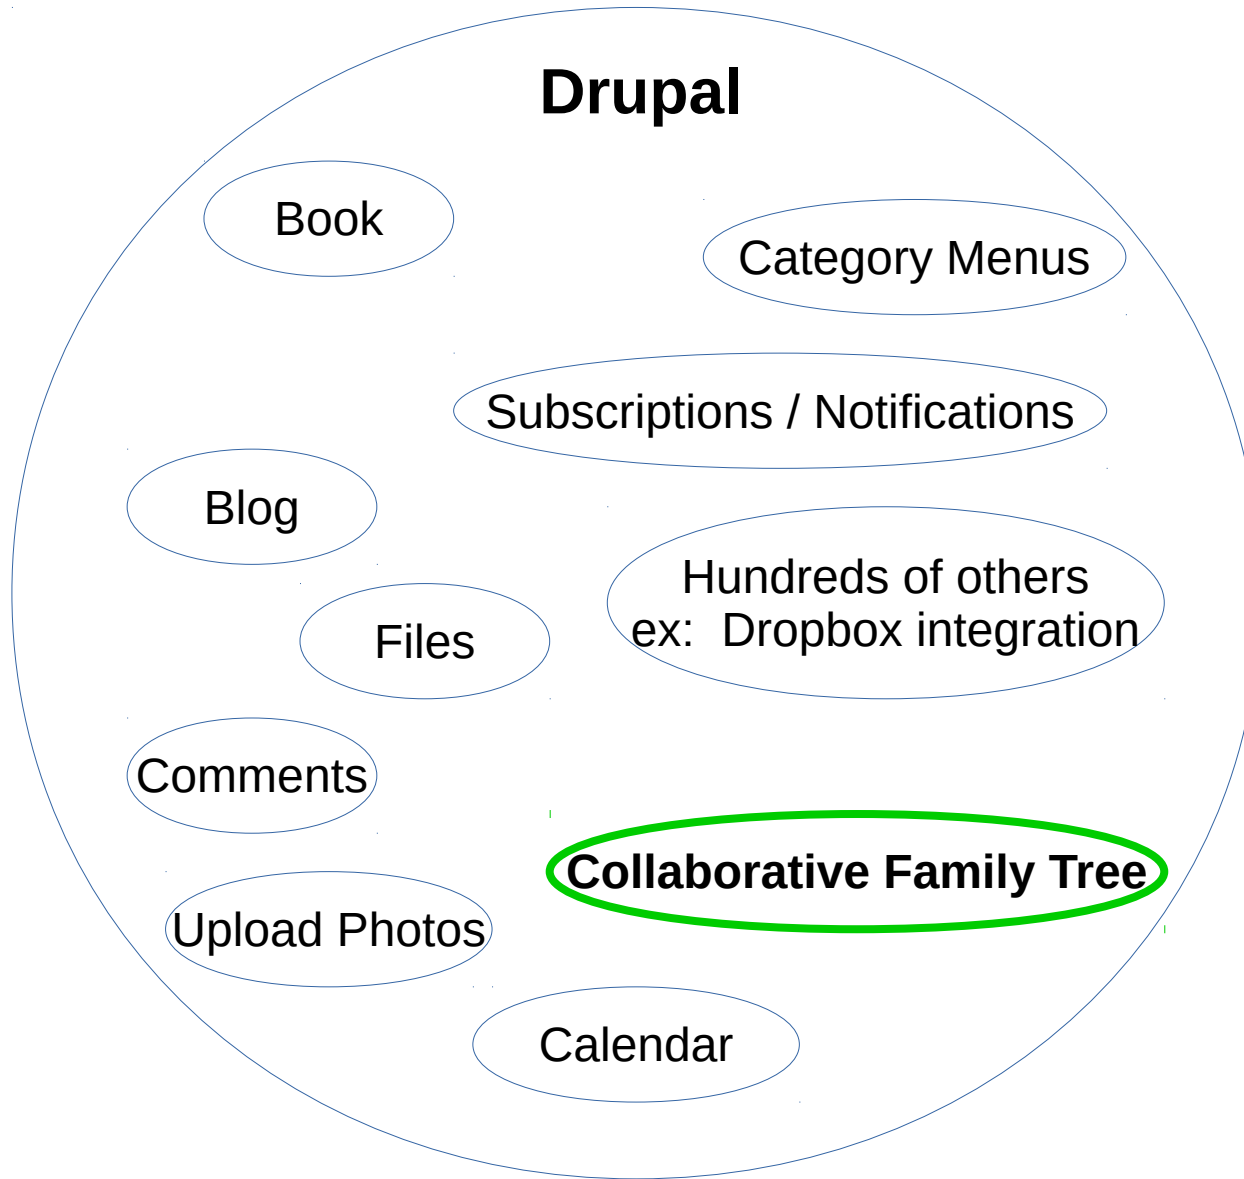 Drupal
Book
Category Menus
Subscriptions / Notifications
Blog
Hundreds of others
ex:  Dropbox integration
Files
Comments
Collaborative Family Tree
Upload Photos
Calendar